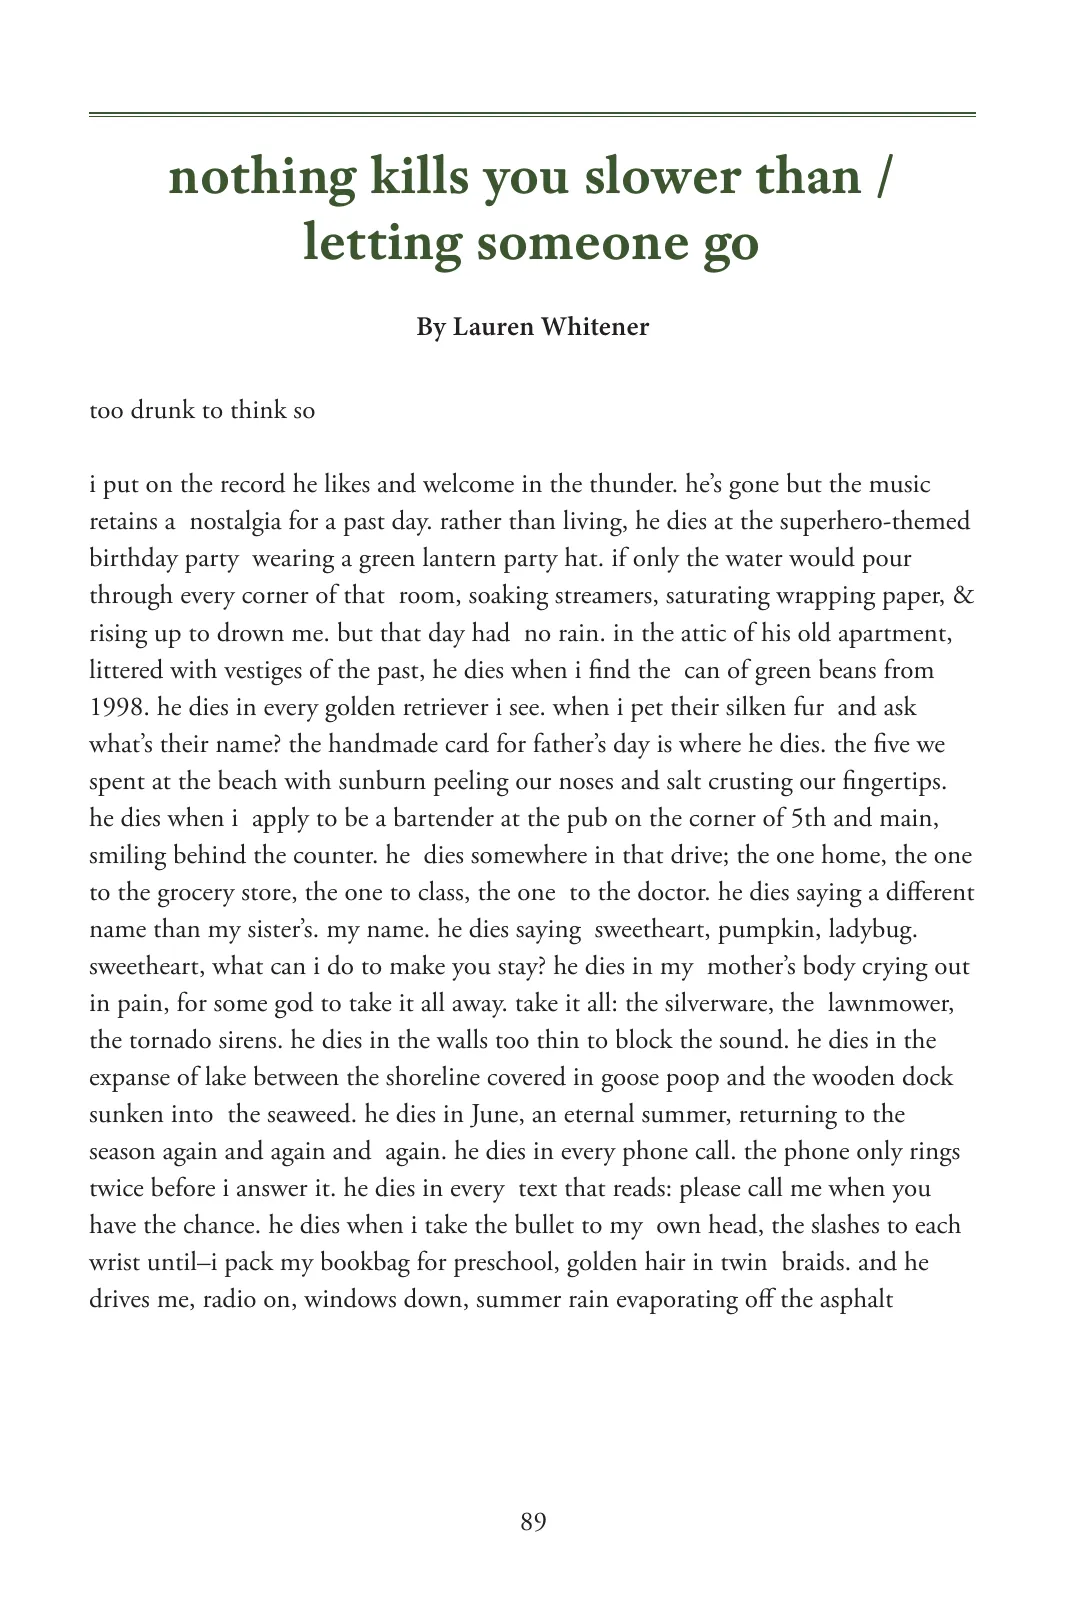 nothing kills you slower than /
letting someone go
By Lauren Whitener
too drunk to think so
i put on the record he likes and welcome in the thunder. he’s gone but the music
retains a  nostalgia for a past day. rather than living, he dies at the superhero-themed
birthday party  wearing a green lantern party hat. if only the water would pour
through every corner of that  room, soaking streamers, saturating wrapping paper, &
rising up to drown me. but that day had  no rain. in the attic of his old apartment,
littered with vestiges of the past, he dies when i find the  can of green beans from
1998. he dies in every golden retriever i see. when i pet their silken fur  and ask
what’s their name? the handmade card for father’s day is where he dies. the five we
spent at the beach with sunburn peeling our noses and salt crusting our fingertips.
he dies when i  apply to be a bartender at the pub on the corner of 5th and main,
smiling behind the counter. he  dies somewhere in that drive; the one home, the one
to the grocery store, the one to class, the one  to the doctor. he dies saying a different
name than my sister’s. my name. he dies saying  sweetheart, pumpkin, ladybug.
sweetheart, what can i do to make you stay? he dies in my  mother’s body crying out
in pain, for some god to take it all away. take it all: the silverware, the  lawnmower,
the tornado sirens. he dies in the walls too thin to block the sound. he dies in the
expanse of lake between the shoreline covered in goose poop and the wooden dock
sunken into  the seaweed. he dies in June, an eternal summer, returning to the
season again and again and  again. he dies in every phone call. the phone only rings
twice before i answer it. he dies in every  text that reads: please call me when you
have the chance. he dies when i take the bullet to my  own head, the slashes to each
wrist until–i pack my bookbag for preschool, golden hair in twin  braids. and he
drives me, radio on, windows down, summer rain evaporating off the asphalt
89